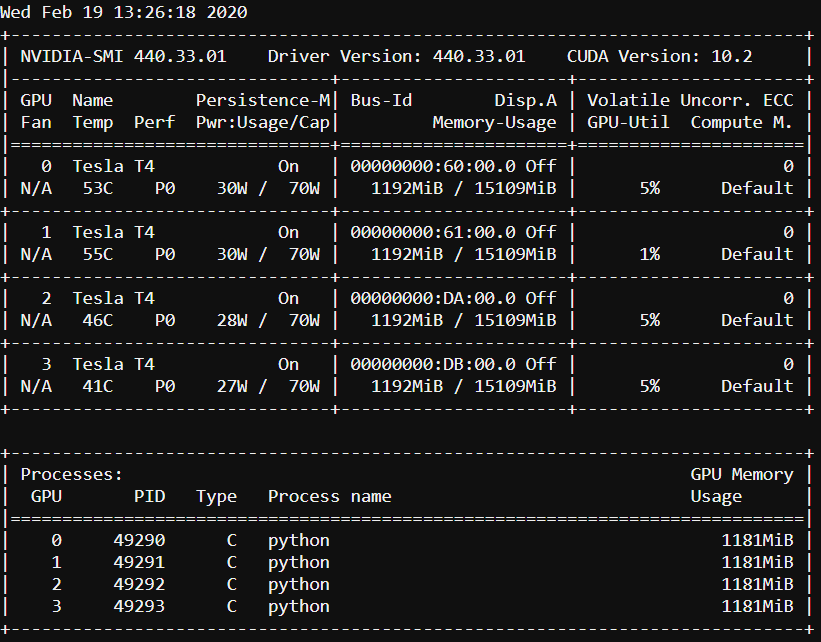 Wed Feb 19 13:26:18 2020
+-----------------------------------------------------------------------------+
| NVIDIA-SMI 440.33.01    Driver Version: 440.33.01    CUDA Version: 10.2     |
|-------------------------------+----------------------+----------------------+
| GPU  Name        Persistence-M| Bus-Id        Disp.A | Volatile Uncorr. ECC |
| Fan  Temp  Perf  Pwr:Usage/Cap|         Memory-Usage | GPU-Util  Compute M. |
|===============================+======================+======================|
|   0  Tesla T4            On   | 00000000:60:00.0 Off |                    0 |
| N/A   53C    P0    30W /  70W |   1192MiB / 15109MiB |      5%      Default |
+-------------------------------+----------------------+----------------------+
|   1  Tesla T4            On   | 00000000:61:00.0 Off |                    0 |
| N/A   55C    P0    30W /  70W |   1192MiB / 15109MiB |      1%      Default |
+-------------------------------+----------------------+----------------------+
|   2  Tesla T4            On   | 00000000:DA:00.0 Off |                    0 |
| N/A   46C    P0    28W /  70W |   1192MiB / 15109MiB |      5%      Default |
+-------------------------------+----------------------+----------------------+
|   3  Tesla T4            On   | 00000000:DB:00.0 Off |                    0 |
| N/A   41C    P0    27W /  70W |   1192MiB / 15109MiB |      5%      Default |
+-------------------------------+----------------------+----------------------+

+-----------------------------------------------------------------------------+
| Processes:                                                       GPU Memory |
|  GPU       PID   Type   Process name                             Usage      |
|=============================================================================|
|    0     49290      C   python                                      1181MiB |
|    1     49291      C   python                                      1181MiB |
|    2     49292      C   python                                      1181MiB |
|    3     49293      C   python                                      1181MiB |
+-----------------------------------------------------------------------------+